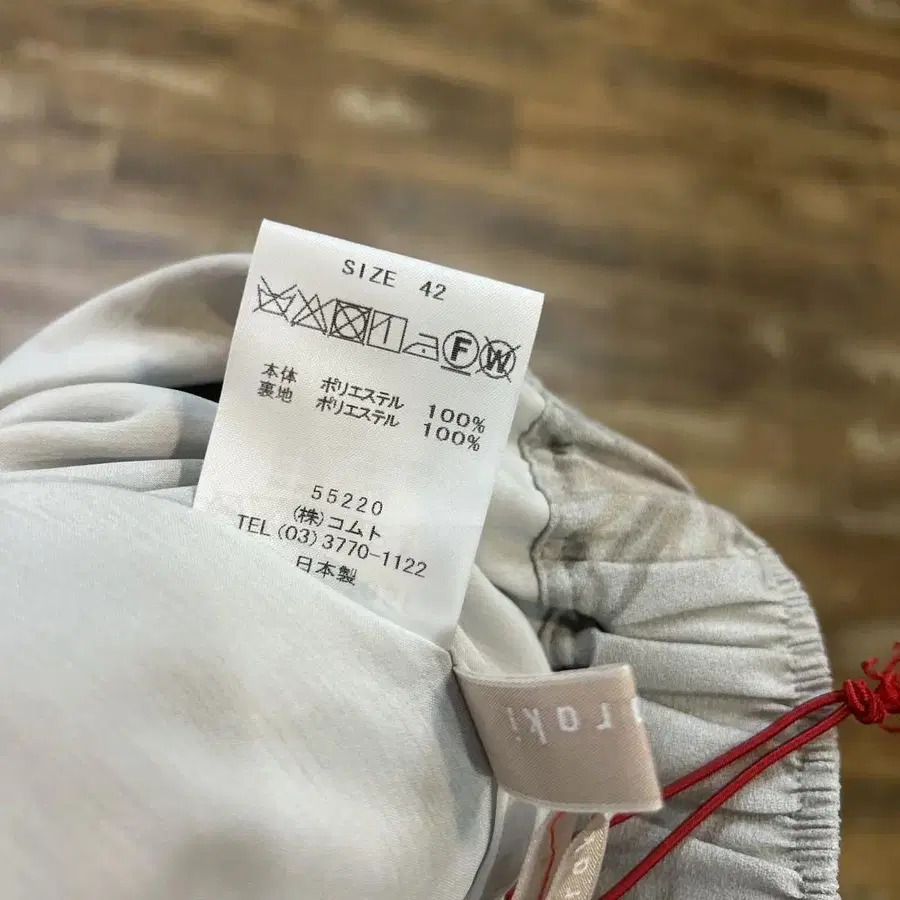 SIZE 42
F W
本体 ポリエステル 100%
裏地 ポリエステル 100%
55220
(株)コムト
TEL (03)3770-1122
日本製
raki